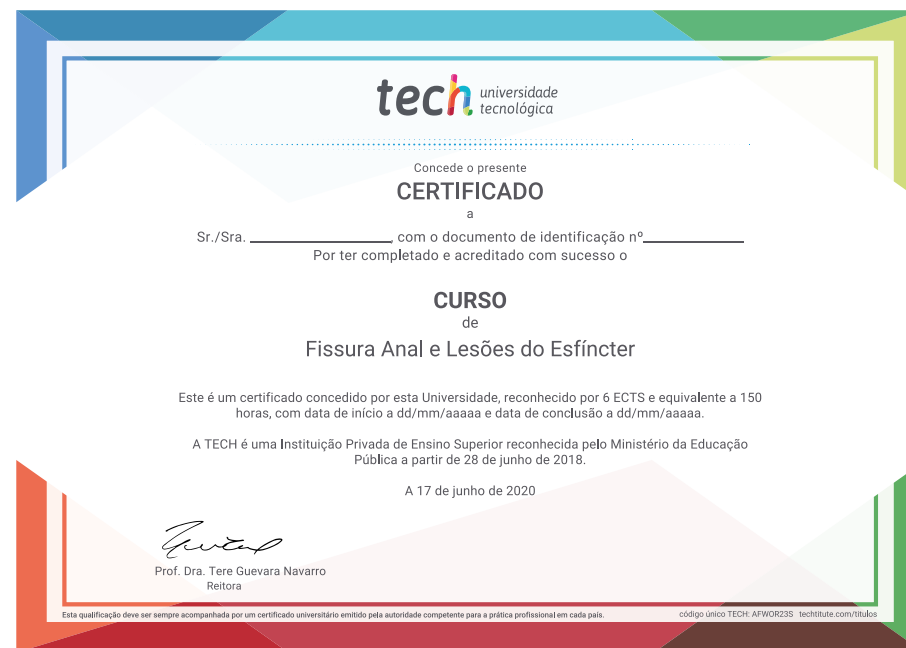 tech universidade
tecnológica
Concede o presente
CERTIFICADO
a
Sr./Sra. , com o documento de identificação nº
Por ter completado e acreditado com sucesso o
CURSO
de
Fissura Anal e Lesões do Esfíncter
Este é um certificado concedido por esta Universidade, reconhecido por 6 ECTS e equivalente a 150
horas, com data de início a dd/mm/aaaaa e data de conclusão a dd/mm/aaaaa.
A TECH é uma Instituição Privada de Ensino Superior reconhecida pelo Ministério da Educação
Pública a partir de 28 de junho de 2018.
A 17 de junho de 2020
Prof. Dra. Tere Guevara Navarro
Reitora
Esta qualificação deve ser sempre acompanhada por um certificado universitário emitido pela autoridade competente para a prática profissional em cada país.
código único TECH: AFWOR23S techtitute.com/titulos